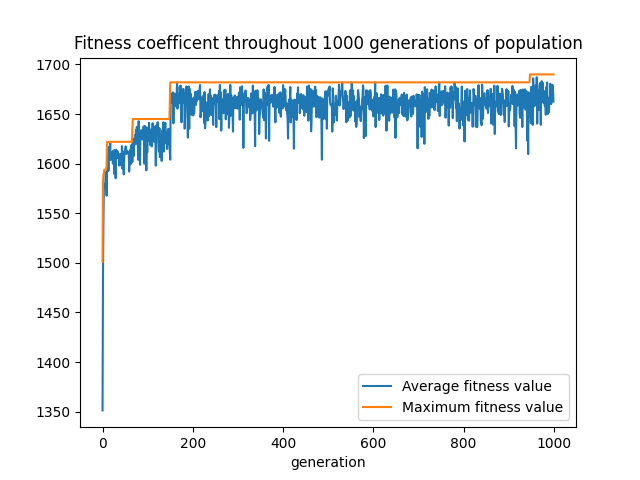 Fitness coefficent throughout 1000 generations of population
1700
1650
1600
1550
1500
1450
1400
1350
0 200 400 600 800 1000
generation
Average fitness value
Maximum fitness value